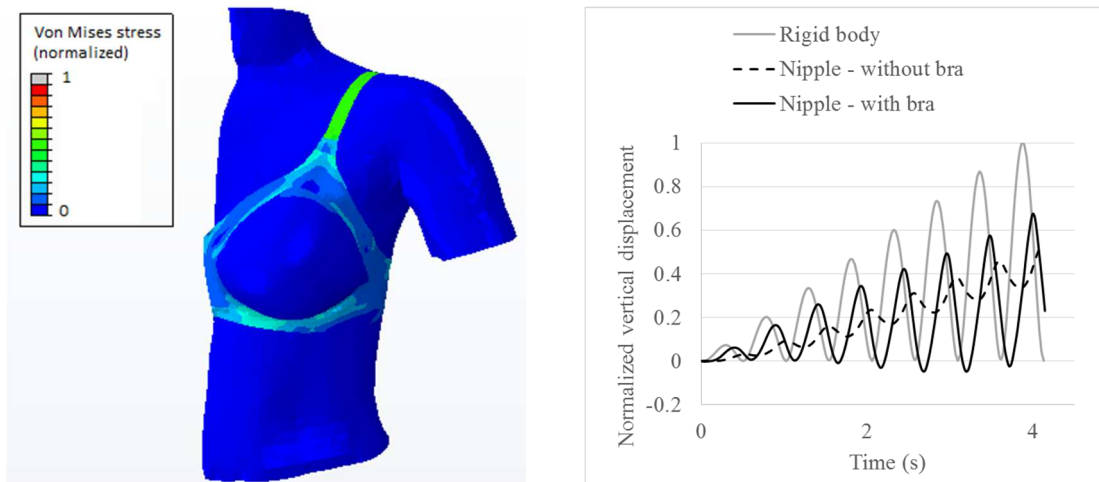 Von Mises stress
(normalized)
1
0
Rigid body
Nipple - without bra
Nipple - with bra
Normalized vertical displacement
1
0.8
0.6
0.4
0.2
0
-0.2
0
2
4
Time (s)